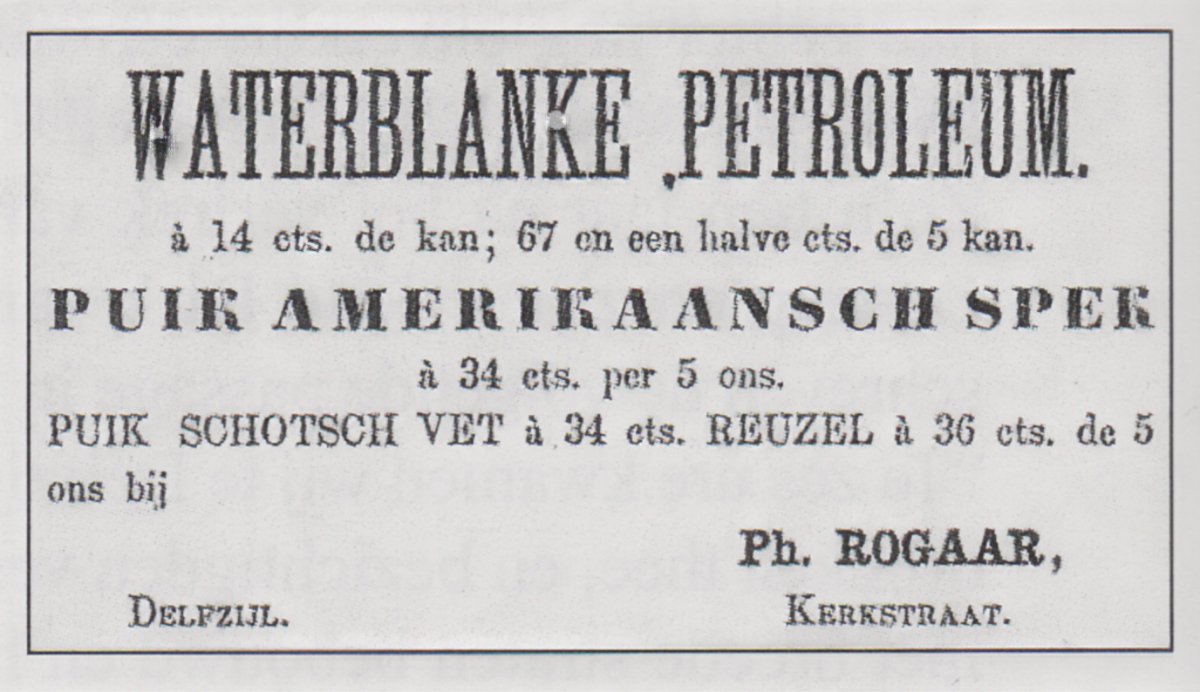 WATERBLANKE PETROLEUM.
à 14 cts. de kan; 67 en een halve cts. de 5 kan.
PUIK AMERIKAANSCH SPEK
à 34 cts. per 5 ons.
PUIK SCHOTSCH VET à 34 cts. REUZEL à 36 cts. de 5
ons bij
Ph. ROGAAR,
DELFZIJL. KERKSTRAAT.